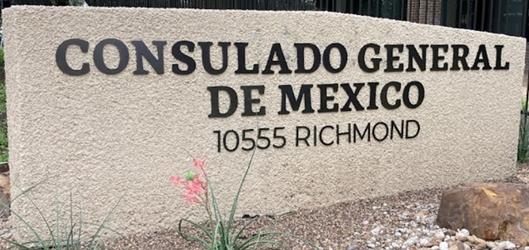 CONSULADO GENERAL
DE MEXICO
10555 RICHMOND